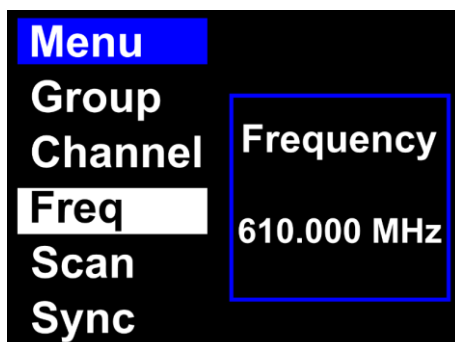 Menu
Group
Channel
Freq
Scan
Sync
Frequency
610.000 MHz